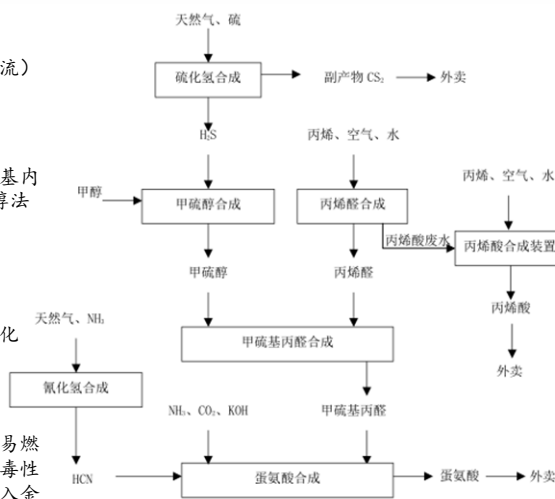 天然气、硫
流）
硫化氢合成
副产物 CS₂
外卖
H₂S
丙烯、空气、水
基内
丙烯、空气、水
甲醇
醇法
甲硫醇合成
丙烯醛合成
丙烯酸废水
丙烯酸合成装置
甲硫醇
丙烯醛
丙烯酸
天然气、NH₃
化
甲硫基丙醛合成
外卖
氰化氢合成
NH₃、CO₂、KOH
甲硫基丙醛
易燃
毒性
HCN
蛋氨酸合成
蛋氨酸
外卖
入金